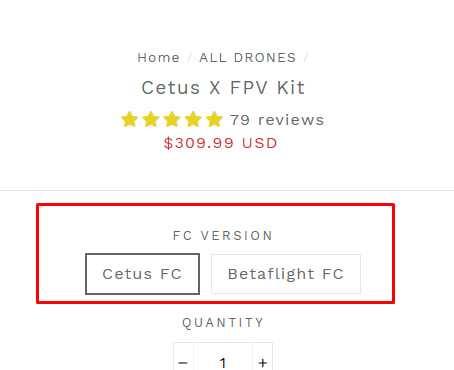 Home / ALL DRONES /
Cetus X FPV Kit
79 reviews
$309.99 USD
FC VERSION
Cetus FC Betaflight FC
QUANTITY
− 1 +